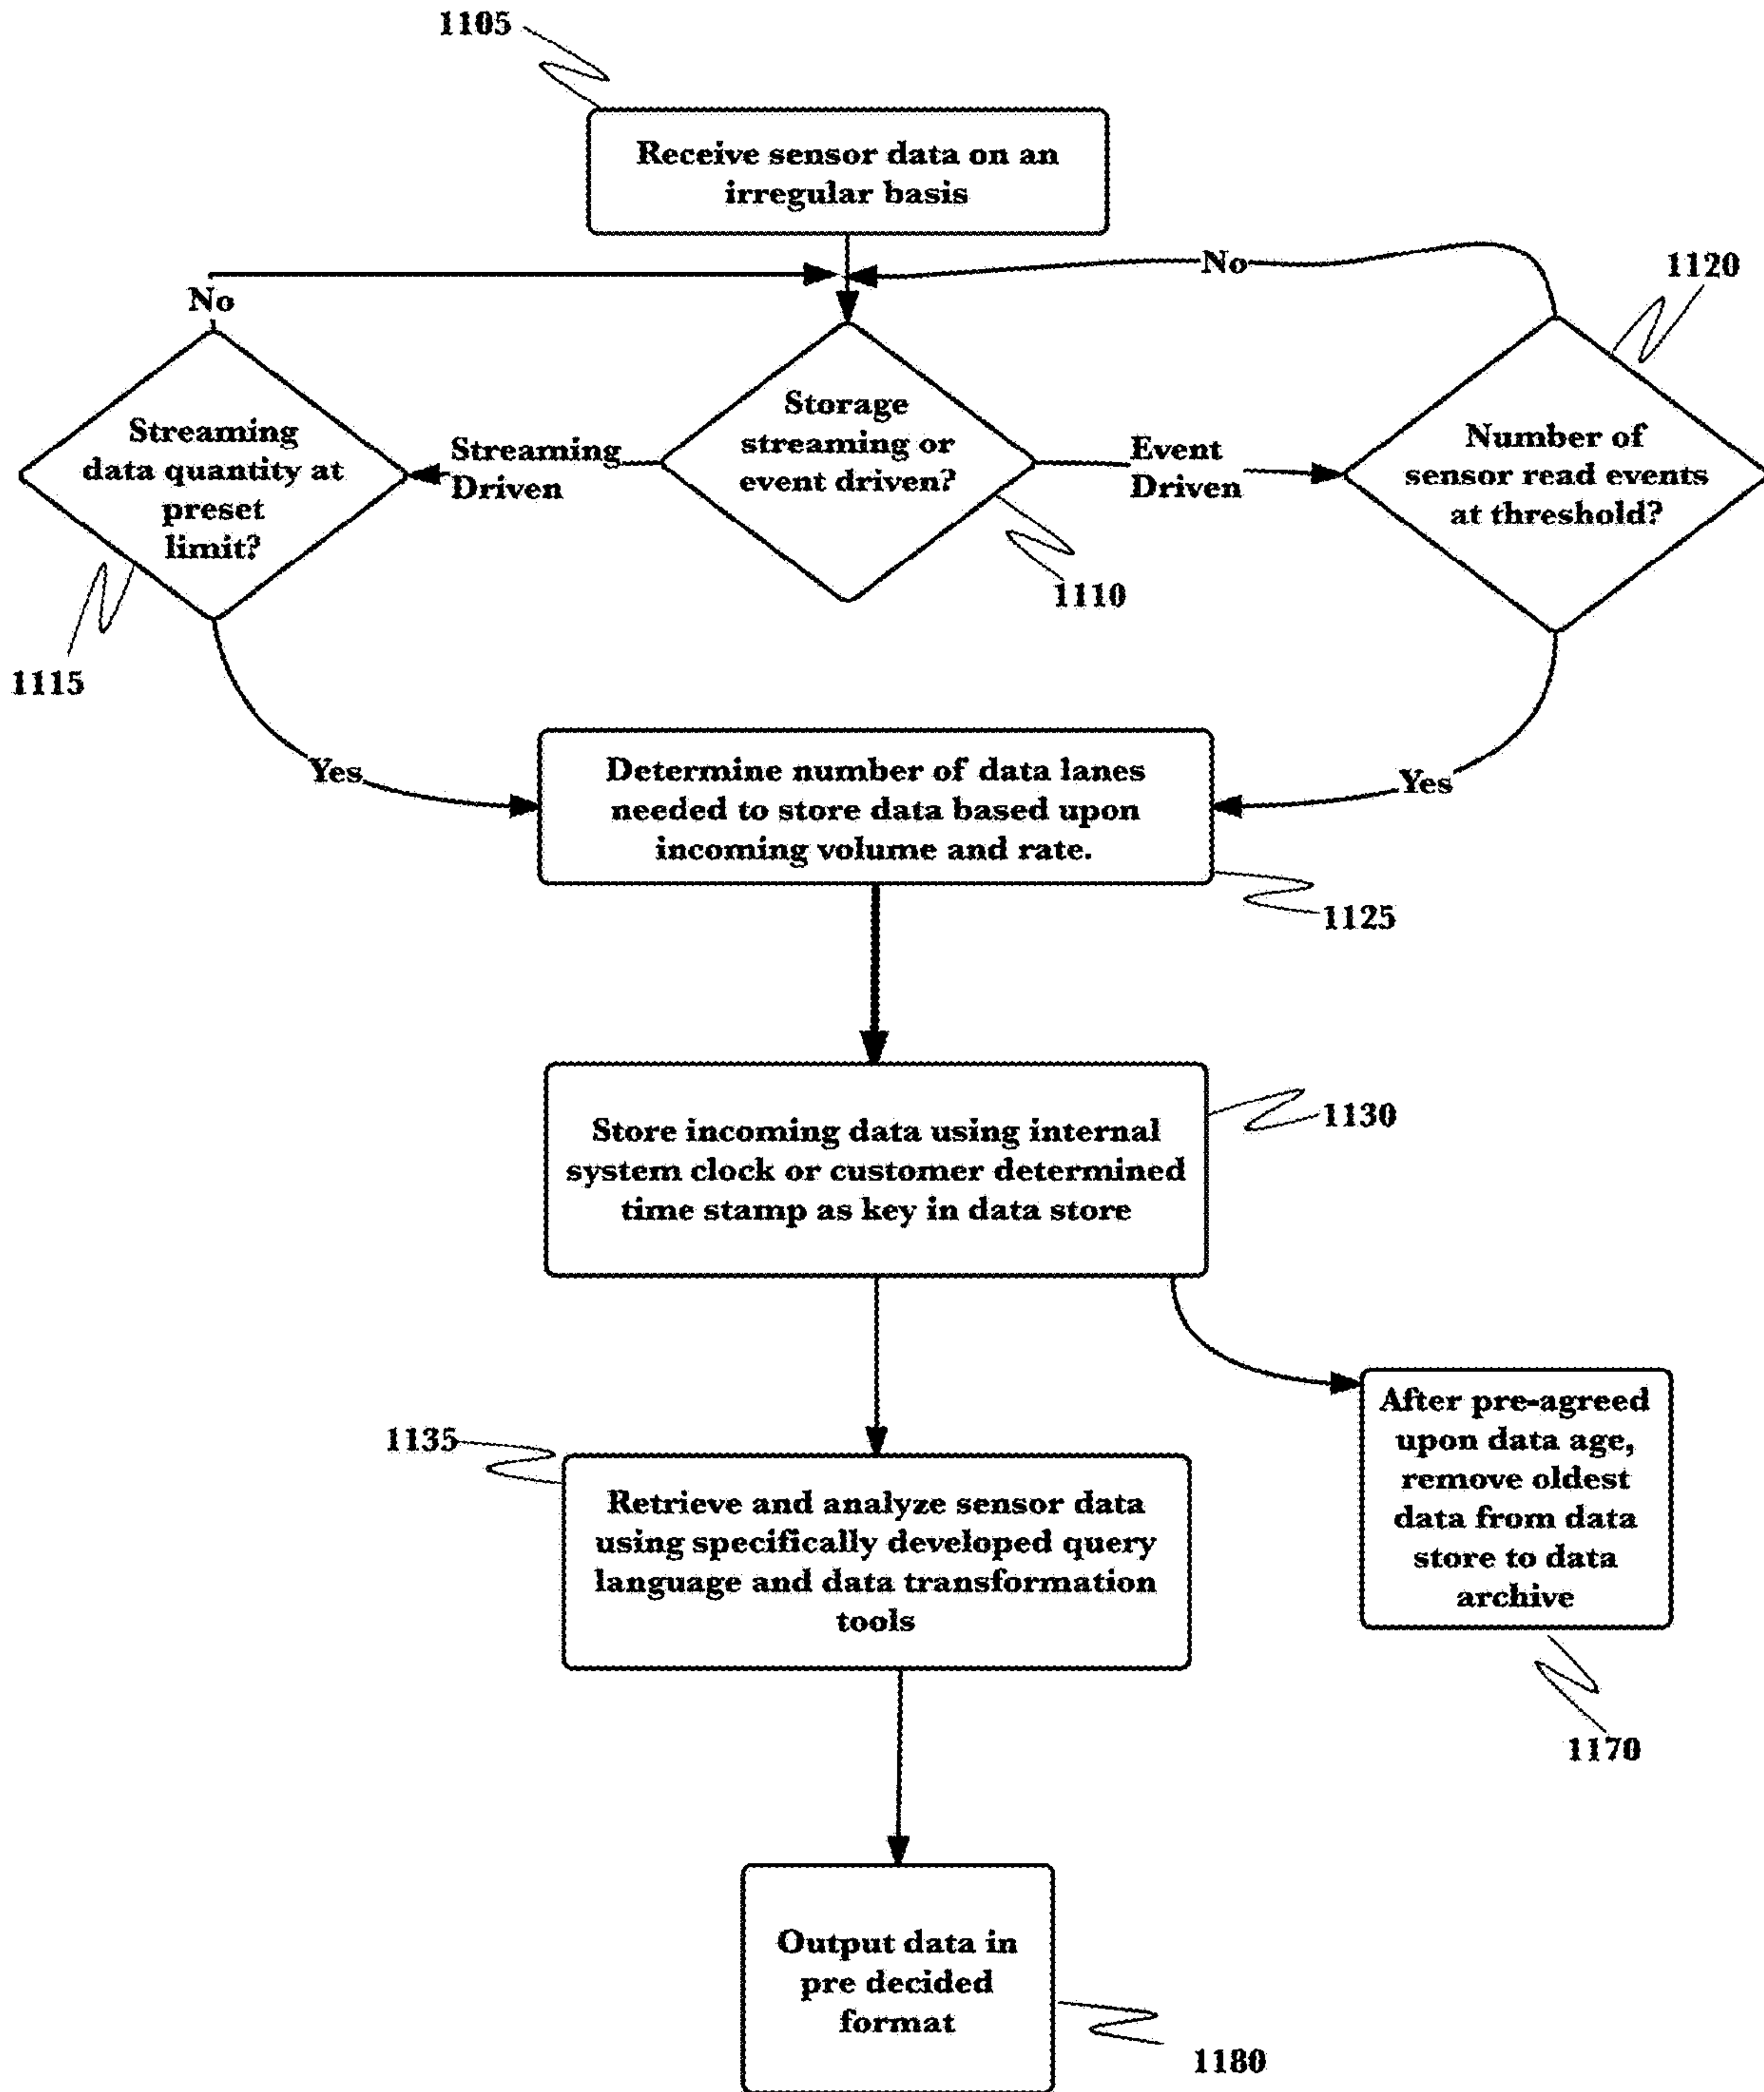 1105
Receive sensor data on an
irregular basis
No
No
1120
Streaming
data quantity at
preset
limit?
Streaming
Driven
Storage
streaming or
event driven?
Event
Driven
Number of
sensor read events
at threshold?
1110
1115
Yes
Determine number of data lanes
needed to store data based upon
incoming volume and rate.
Yes
1125
Store incoming data using internal
system clock or customer determined
time stamp as key in data store
1130
1135
Retrieve and analyze sensor data
using specifically developed query
language and data transformation
tools
After pre-agreed
upon data age,
remove oldest
data from data
store to data
archive
1170
Output data in
pre decided
format
1180